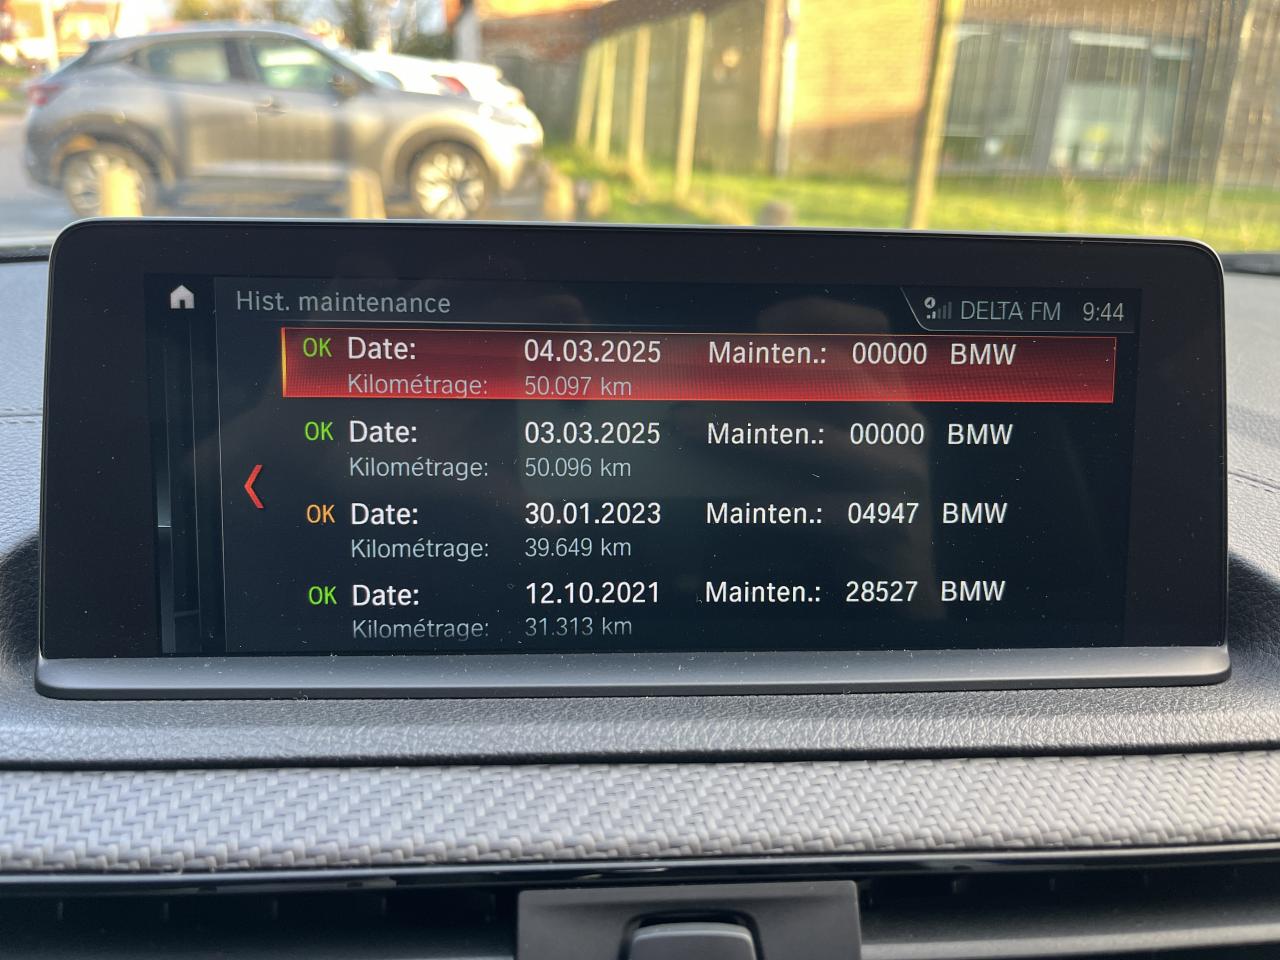 Hist. maintenance DELTA FM 9:44
OK Date: 04.03.2025 Mainten.: 00000 BMW
Kilométrage: 50.097 km
OK Date: 03.03.2025 Mainten.: 00000 BMW
Kilométrage: 50.096 km
OK Date: 30.01.2023 Mainten.: 04947 BMW
Kilométrage: 39.649 km
OK Date: 12.10.2021 Mainten.: 28527 BMW
Kilométrage: 31.313 km